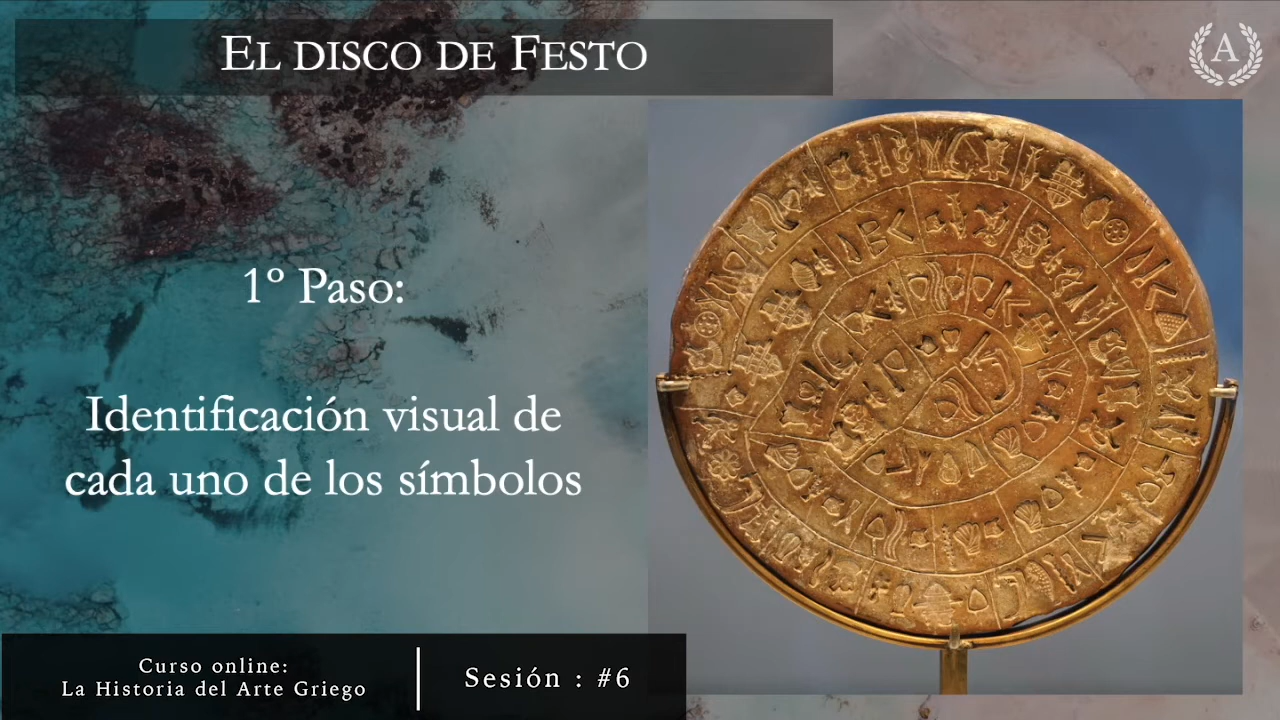 El disco de Festo
A
1º Paso:
Identificación visual de
cada uno de los símbolos
Curso online:
La Historia del Arte Griego
Sesión : #6